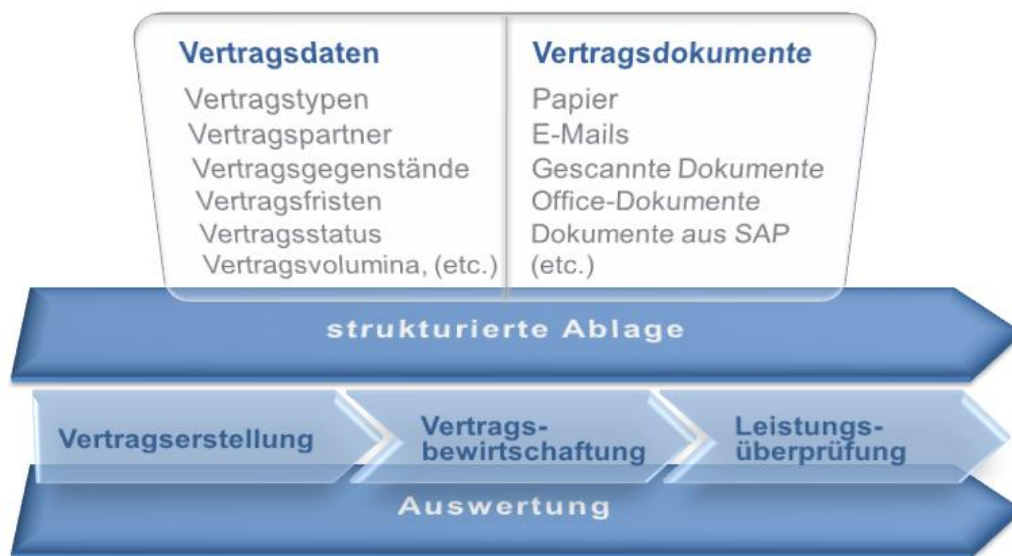 Vertragsdaten
Vertragstypen
Vertragspartner
Vertragsgegenstände
Vertragsfristen
Vertragsstatus
Vertragsvolumina, (etc.)
Vertragsdokumente
Papier
E-Mails
Gescannte Dokumente
Office-Dokumente
Dokumente aus SAP
(etc.)
strukturierte Ablage
Vertragserstellung
Vertrags-
bewirtschaftung
Leistungs-
überprüfung
Auswertung